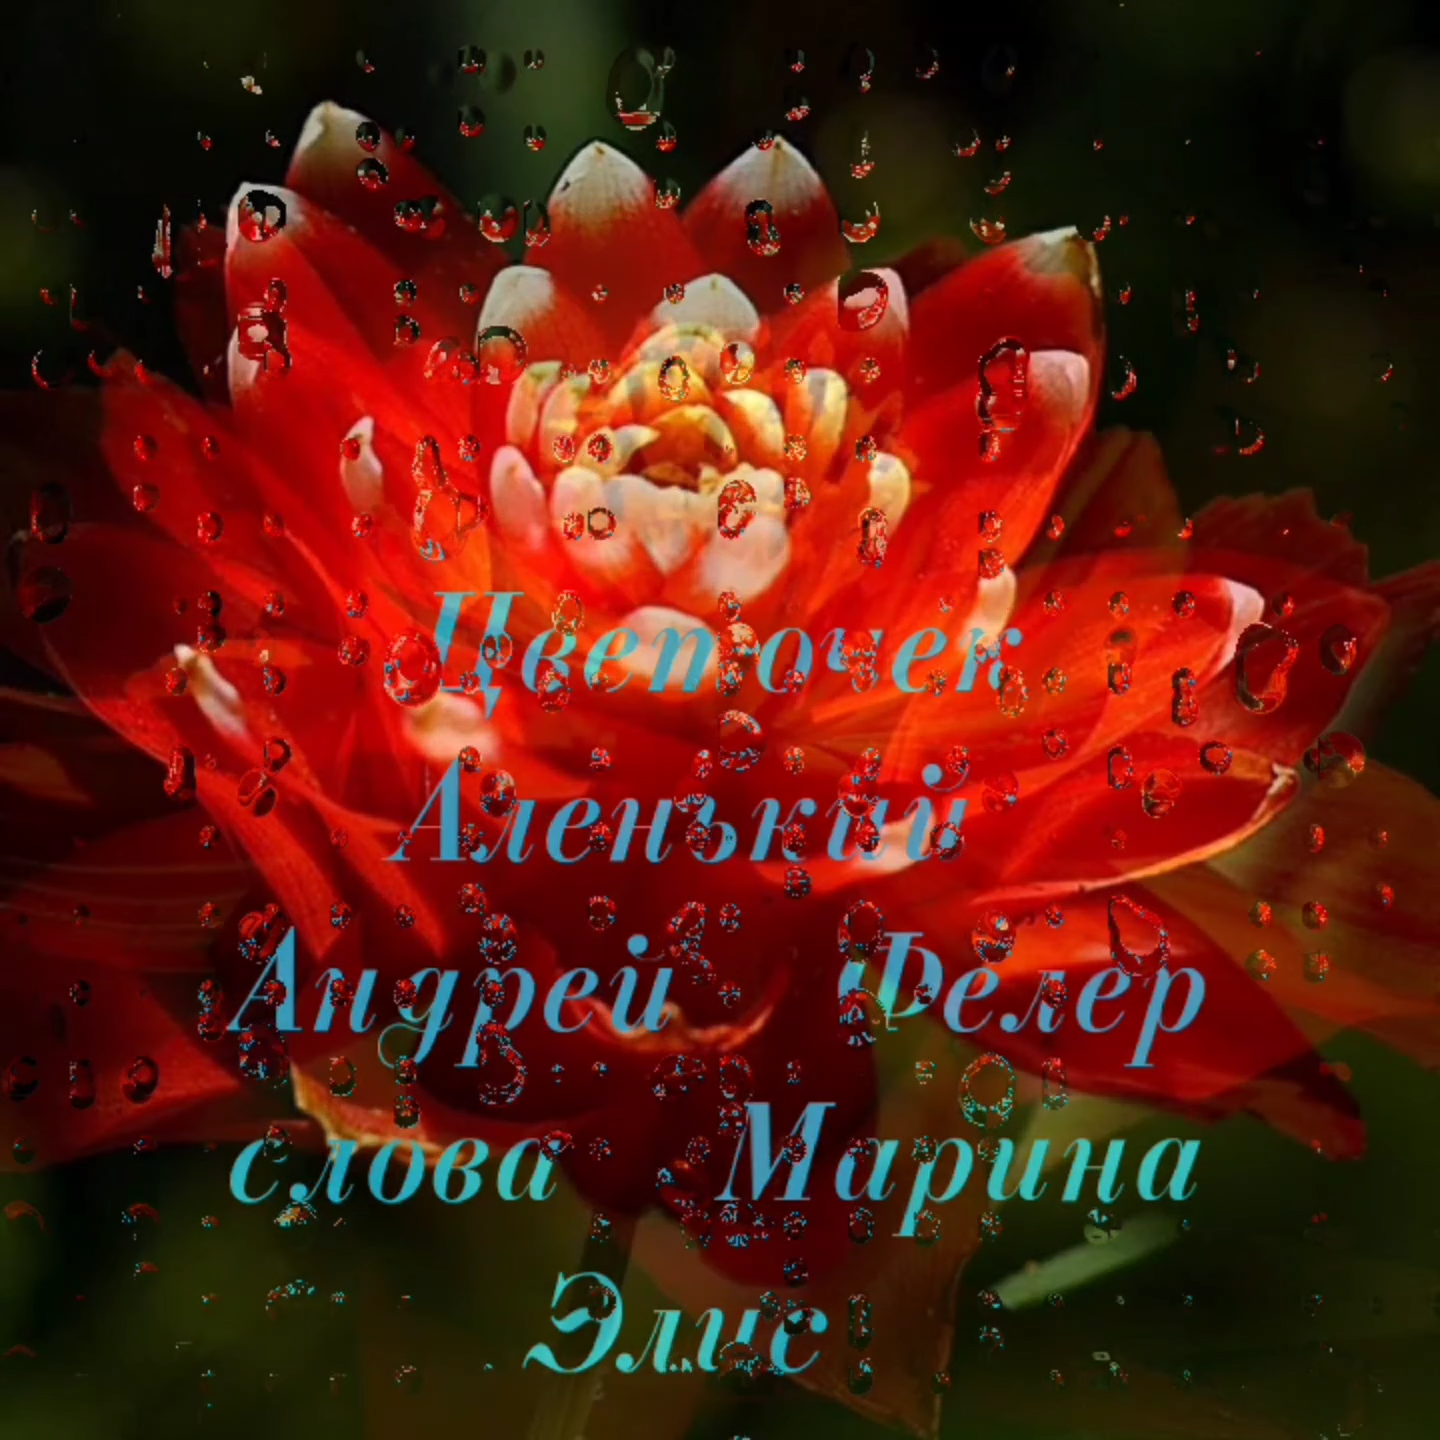 Цветочек
Аленький
Андрей Фелер
слова Марина
Элис